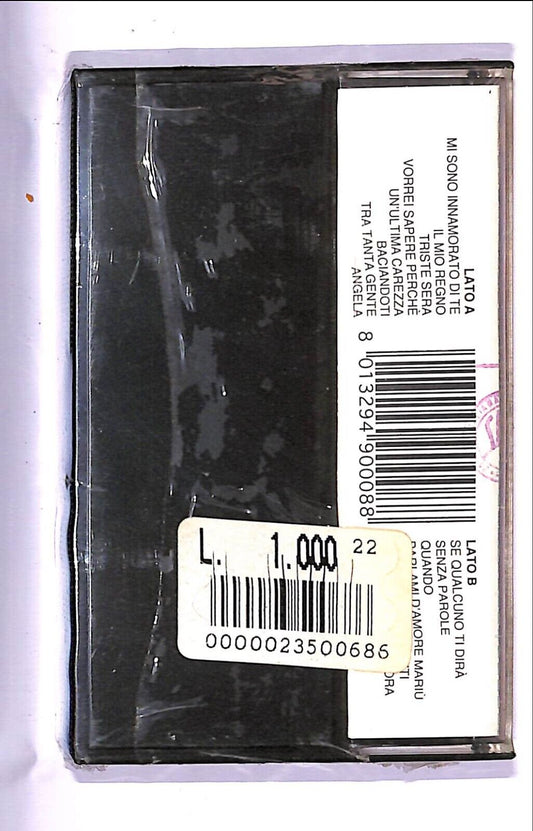 LATO A
MI SONO INNAMORATO DI TE
IL MIO REGNO
TRISTE SERA
VORREI SAPERE PERCHÉ
UN'ULTIMA CAREZZA
BACIANDOTI
TRA TANTA GENTE
ANGELA
8 013294 900088
LATO B
SE QUALCUNO TI DIRÀ
SENZA PAROLE
QUANDO
PARLAMI D'AMORE MARIÙ
L. 1.000 22
0000023500686